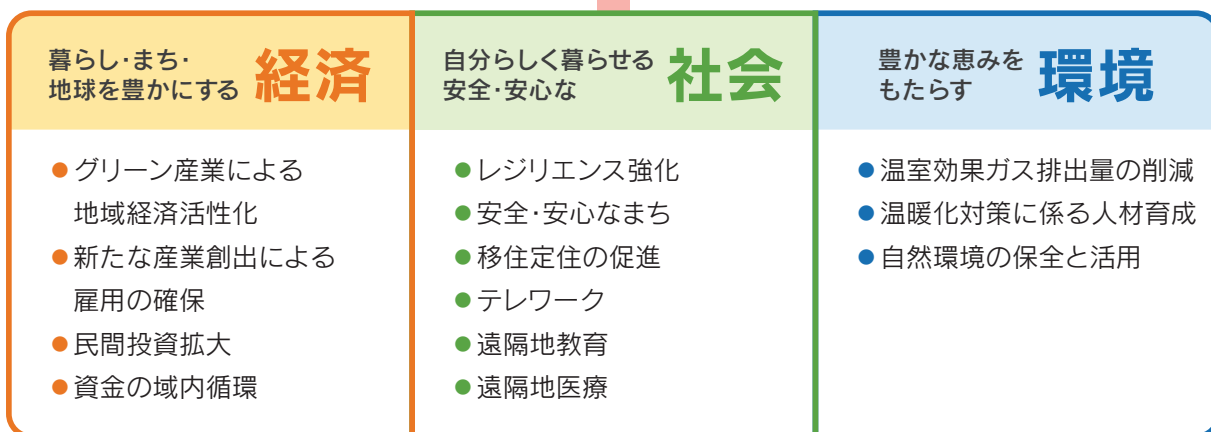 暮らし・まち・
地球を豊かにする 経済
グリーン産業による
地域経済活性化
新たな産業創出による
雇用の確保
民間投資拡大
資金の域内循環
自分らしく暮らせる
安全・安心な 社会
レジリエンス強化
安全・安心なまち
移住定住の促進
テレワーク
遠隔地教育
遠隔地医療
豊かな恵みを
もたらす 環境
温室効果ガス排出量の削減
温暖化対策に係る人材育成
自然環境の保全と活用